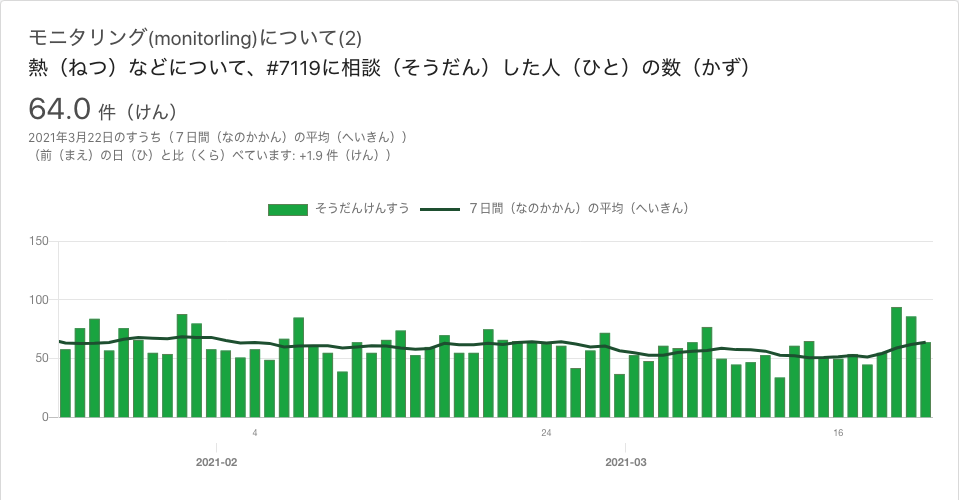 モニタリング(monitorling)について(2)
熱（ねつ）などについて、#7119に相談（そうだん）した人（ひと）の数（かず）
64.0 件（けん）
2021年3月22日のすうち（７日間（なのかかん）の平均（へいきん））
（前（まえ）の日（ひ）と比（くら）べています: +1.9 件（けん））
そうだんけんすう ７日間（なのかかん）の平均（へいきん）
150
100
50
0
4 24 16
2021-02 2021-03